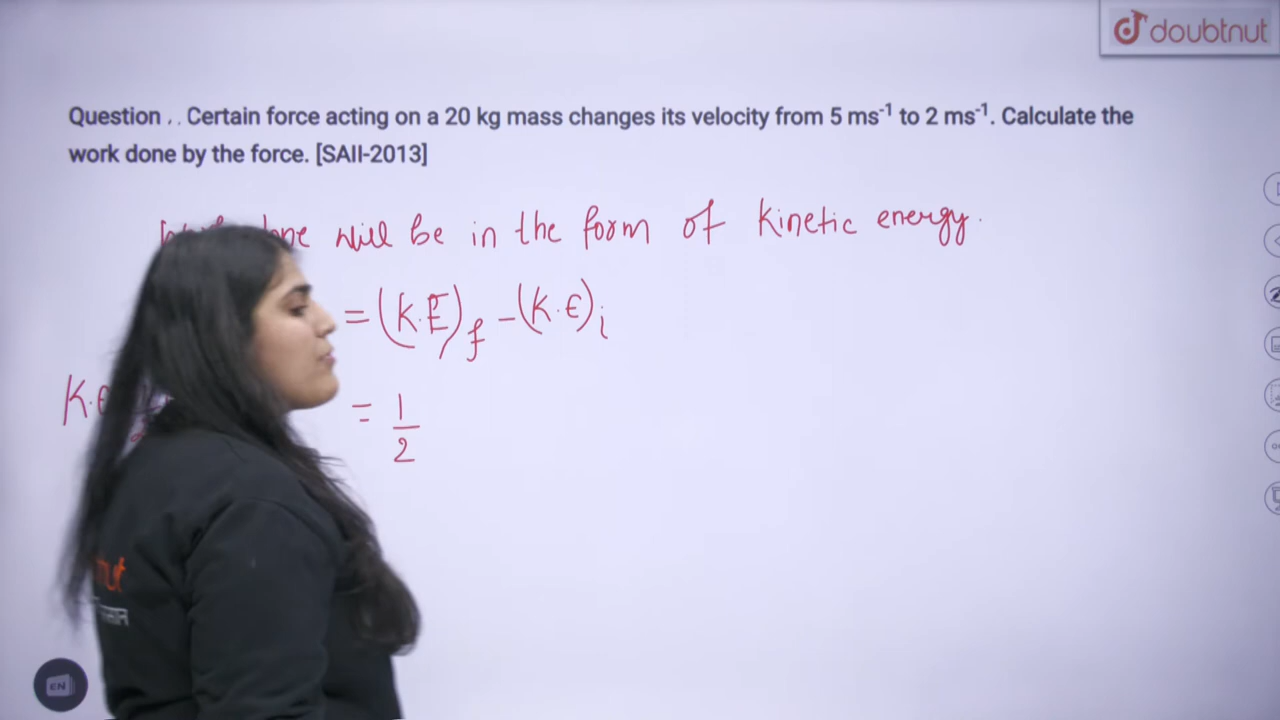 doubtnut
Question . . Certain force acting on a 20 kg mass changes its velocity from 5 ms⁻¹ to 2 ms⁻¹. Calculate the
work done by the force. [SAII-2013]
will be in the form of Kinetic energy.
= (K.E)f - (K.E)i
= 1/2
EN